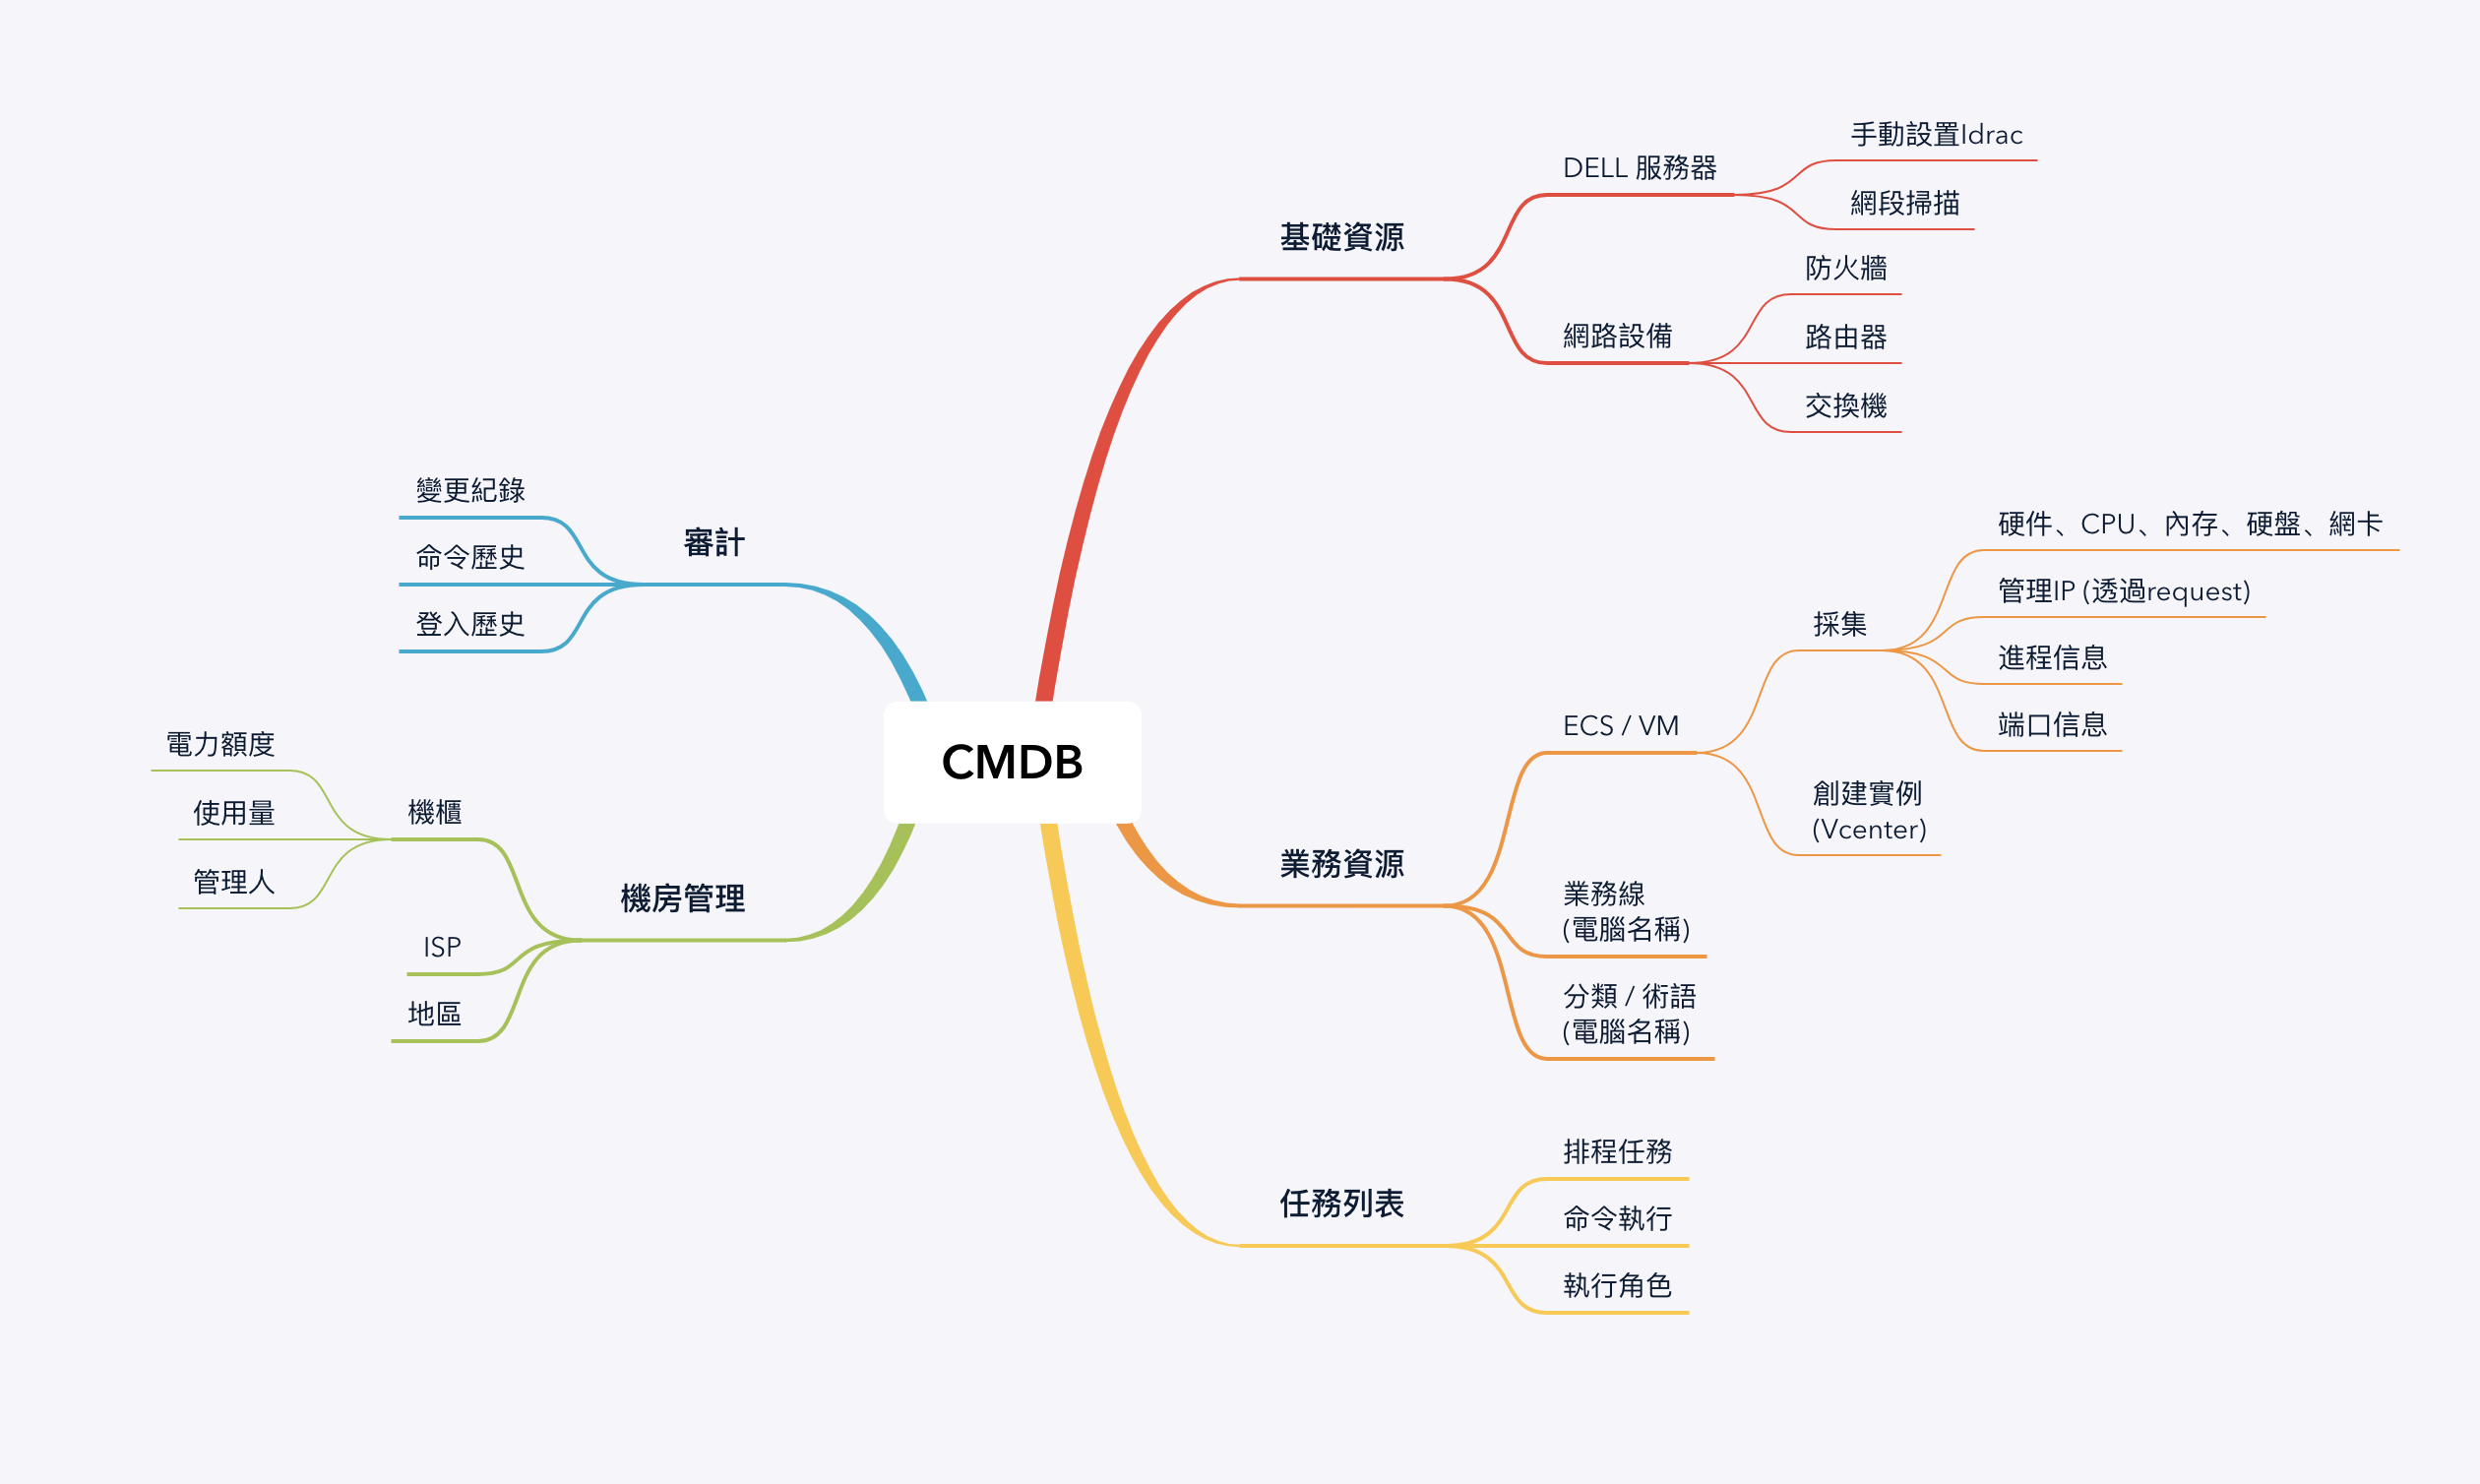 CMDB
基礎資源
DELL 服務器
手動設置Idrac
網段掃描
網路設備
防火牆
路由器
交換機
業務資源
ECS / VM
採集
硬件、CPU、內存、硬盤、網卡
管理IP (透過request)
進程信息
端口信息
創建實例
(Vcenter)
業務線
(電腦名稱)
分類 / 術語
(電腦名稱)
任務列表
排程任務
命令執行
執行角色
審計
變更紀錄
命令歷史
登入歷史
機房管理
機櫃
電力額度
使用量
管理人
ISP
地區